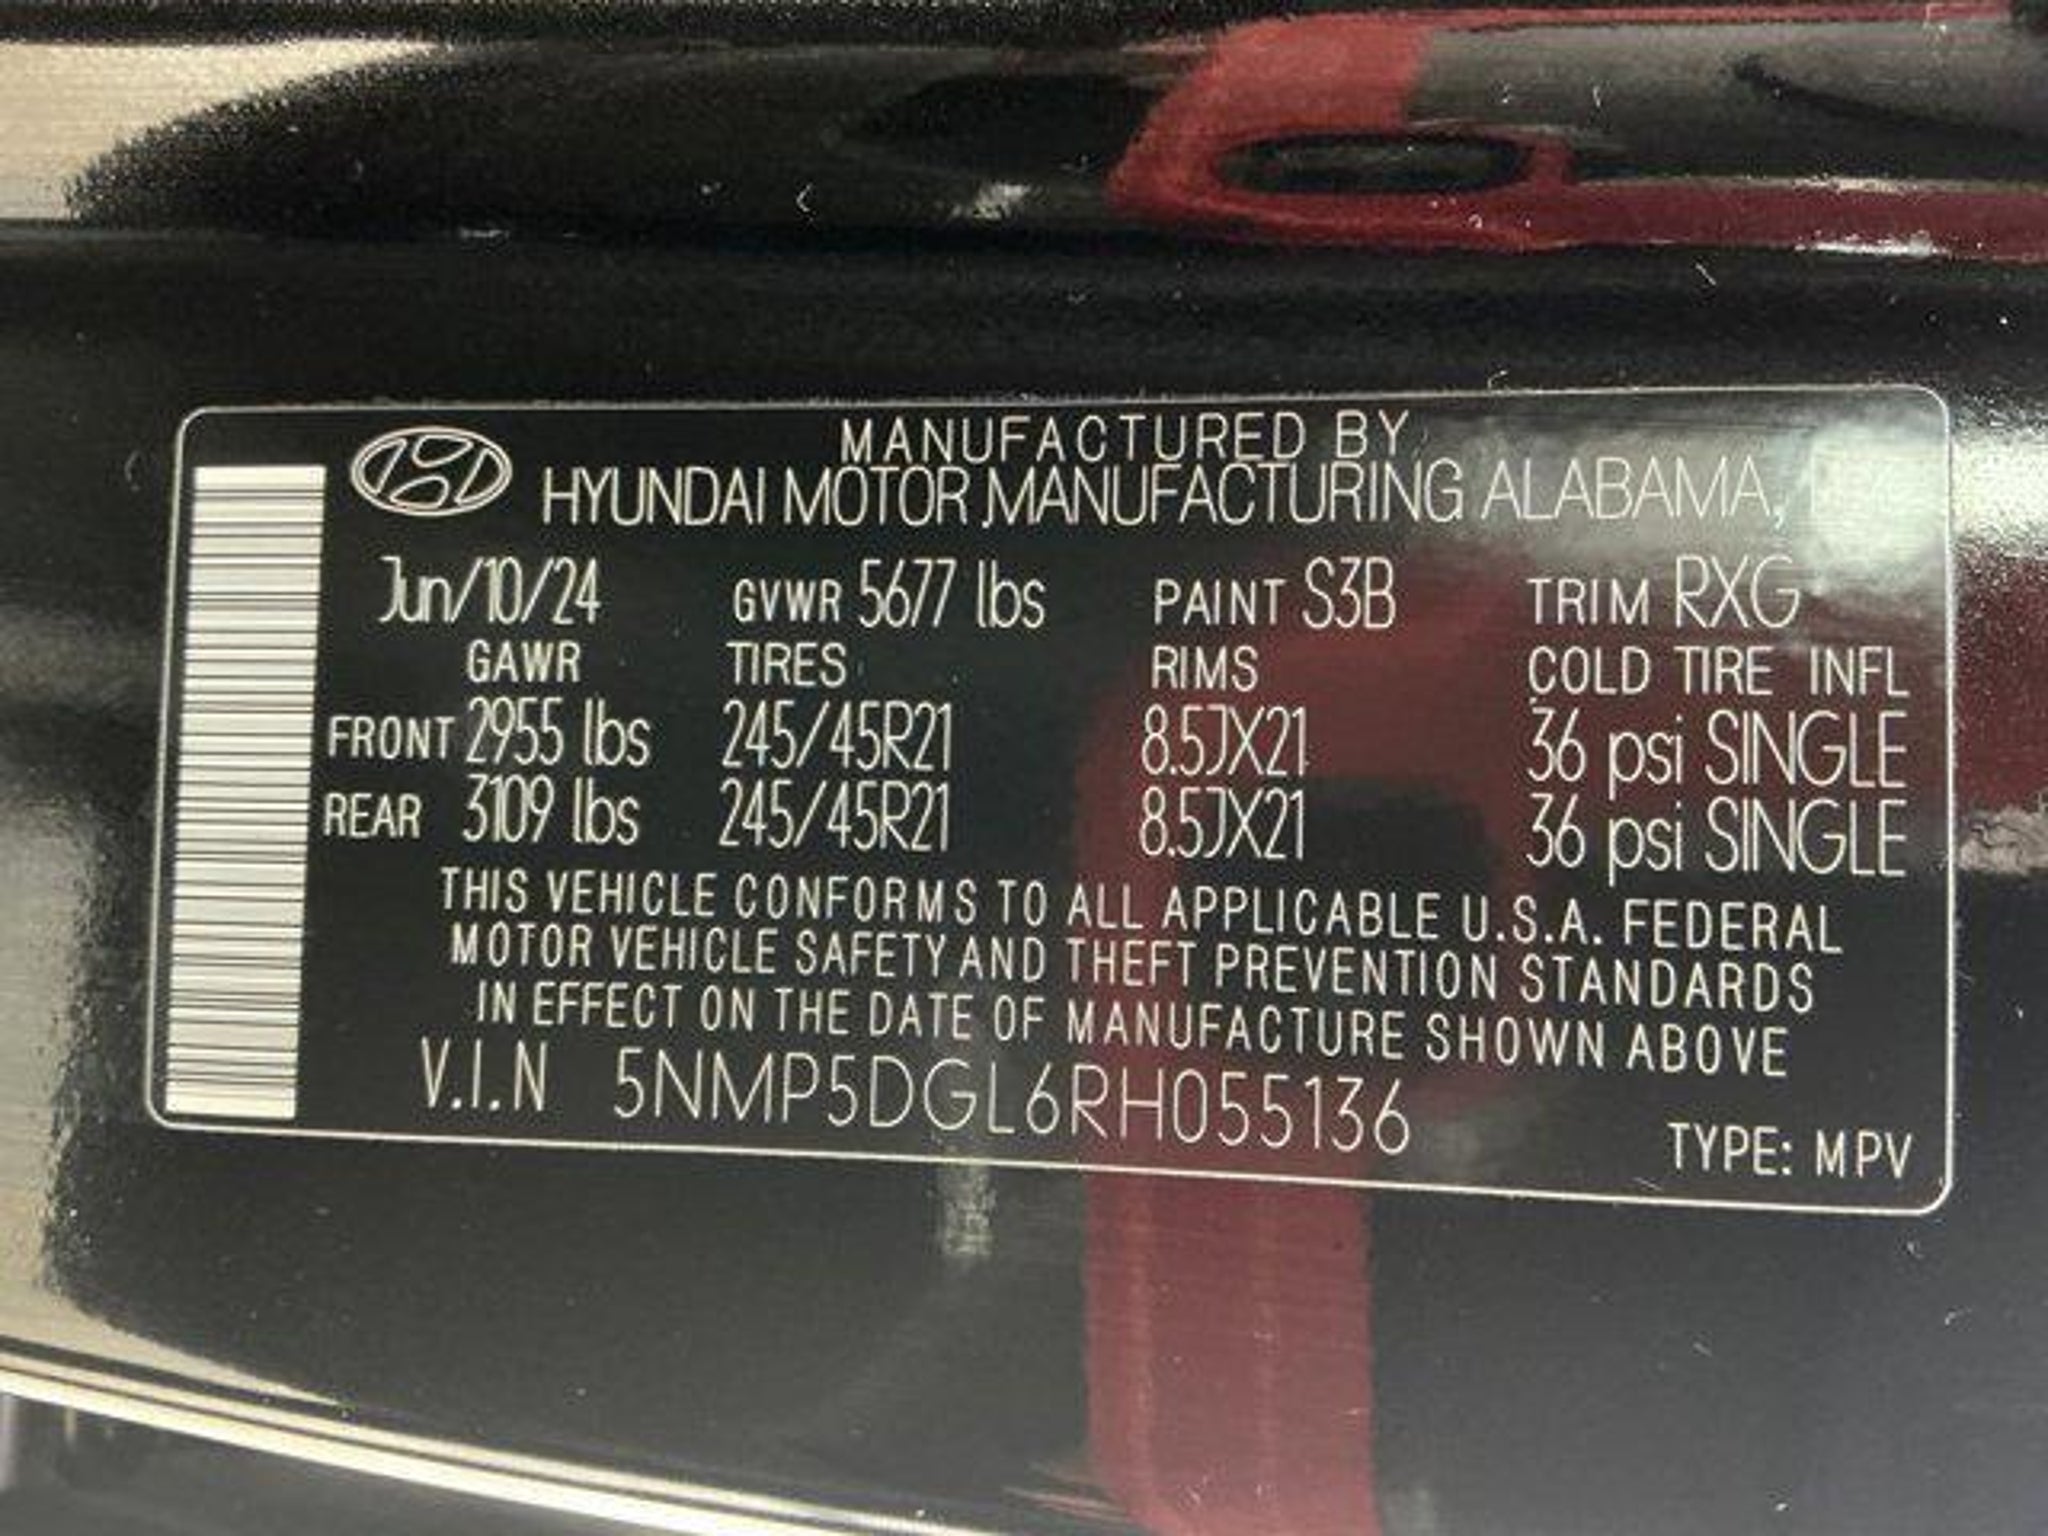 MANUFACTURED BY
HYUNDAI MOTOR MANUFACTURING ALABAMA,
Jun/10/24 GVWR 5677 lbs PAINT S3B TRIM RXG
GAWR TIRES RIMS COLD TIRE INFL
FRONT 2955 lbs 245/45R21 8.5JX21 36 psi SINGLE
REAR 3109 lbs 245/45R21 8.5JX21 36 psi SINGLE
THIS VEHICLE CONFORMS TO ALL APPLICABLE U.S.A. FEDERAL
MOTOR VEHICLE SAFETY AND THEFT PREVENTION STANDARDS
IN EFFECT ON THE DATE OF MANUFACTURE SHOWN ABOVE
V.I.N 5NMP5DGL6RH055136
TYPE: MPV